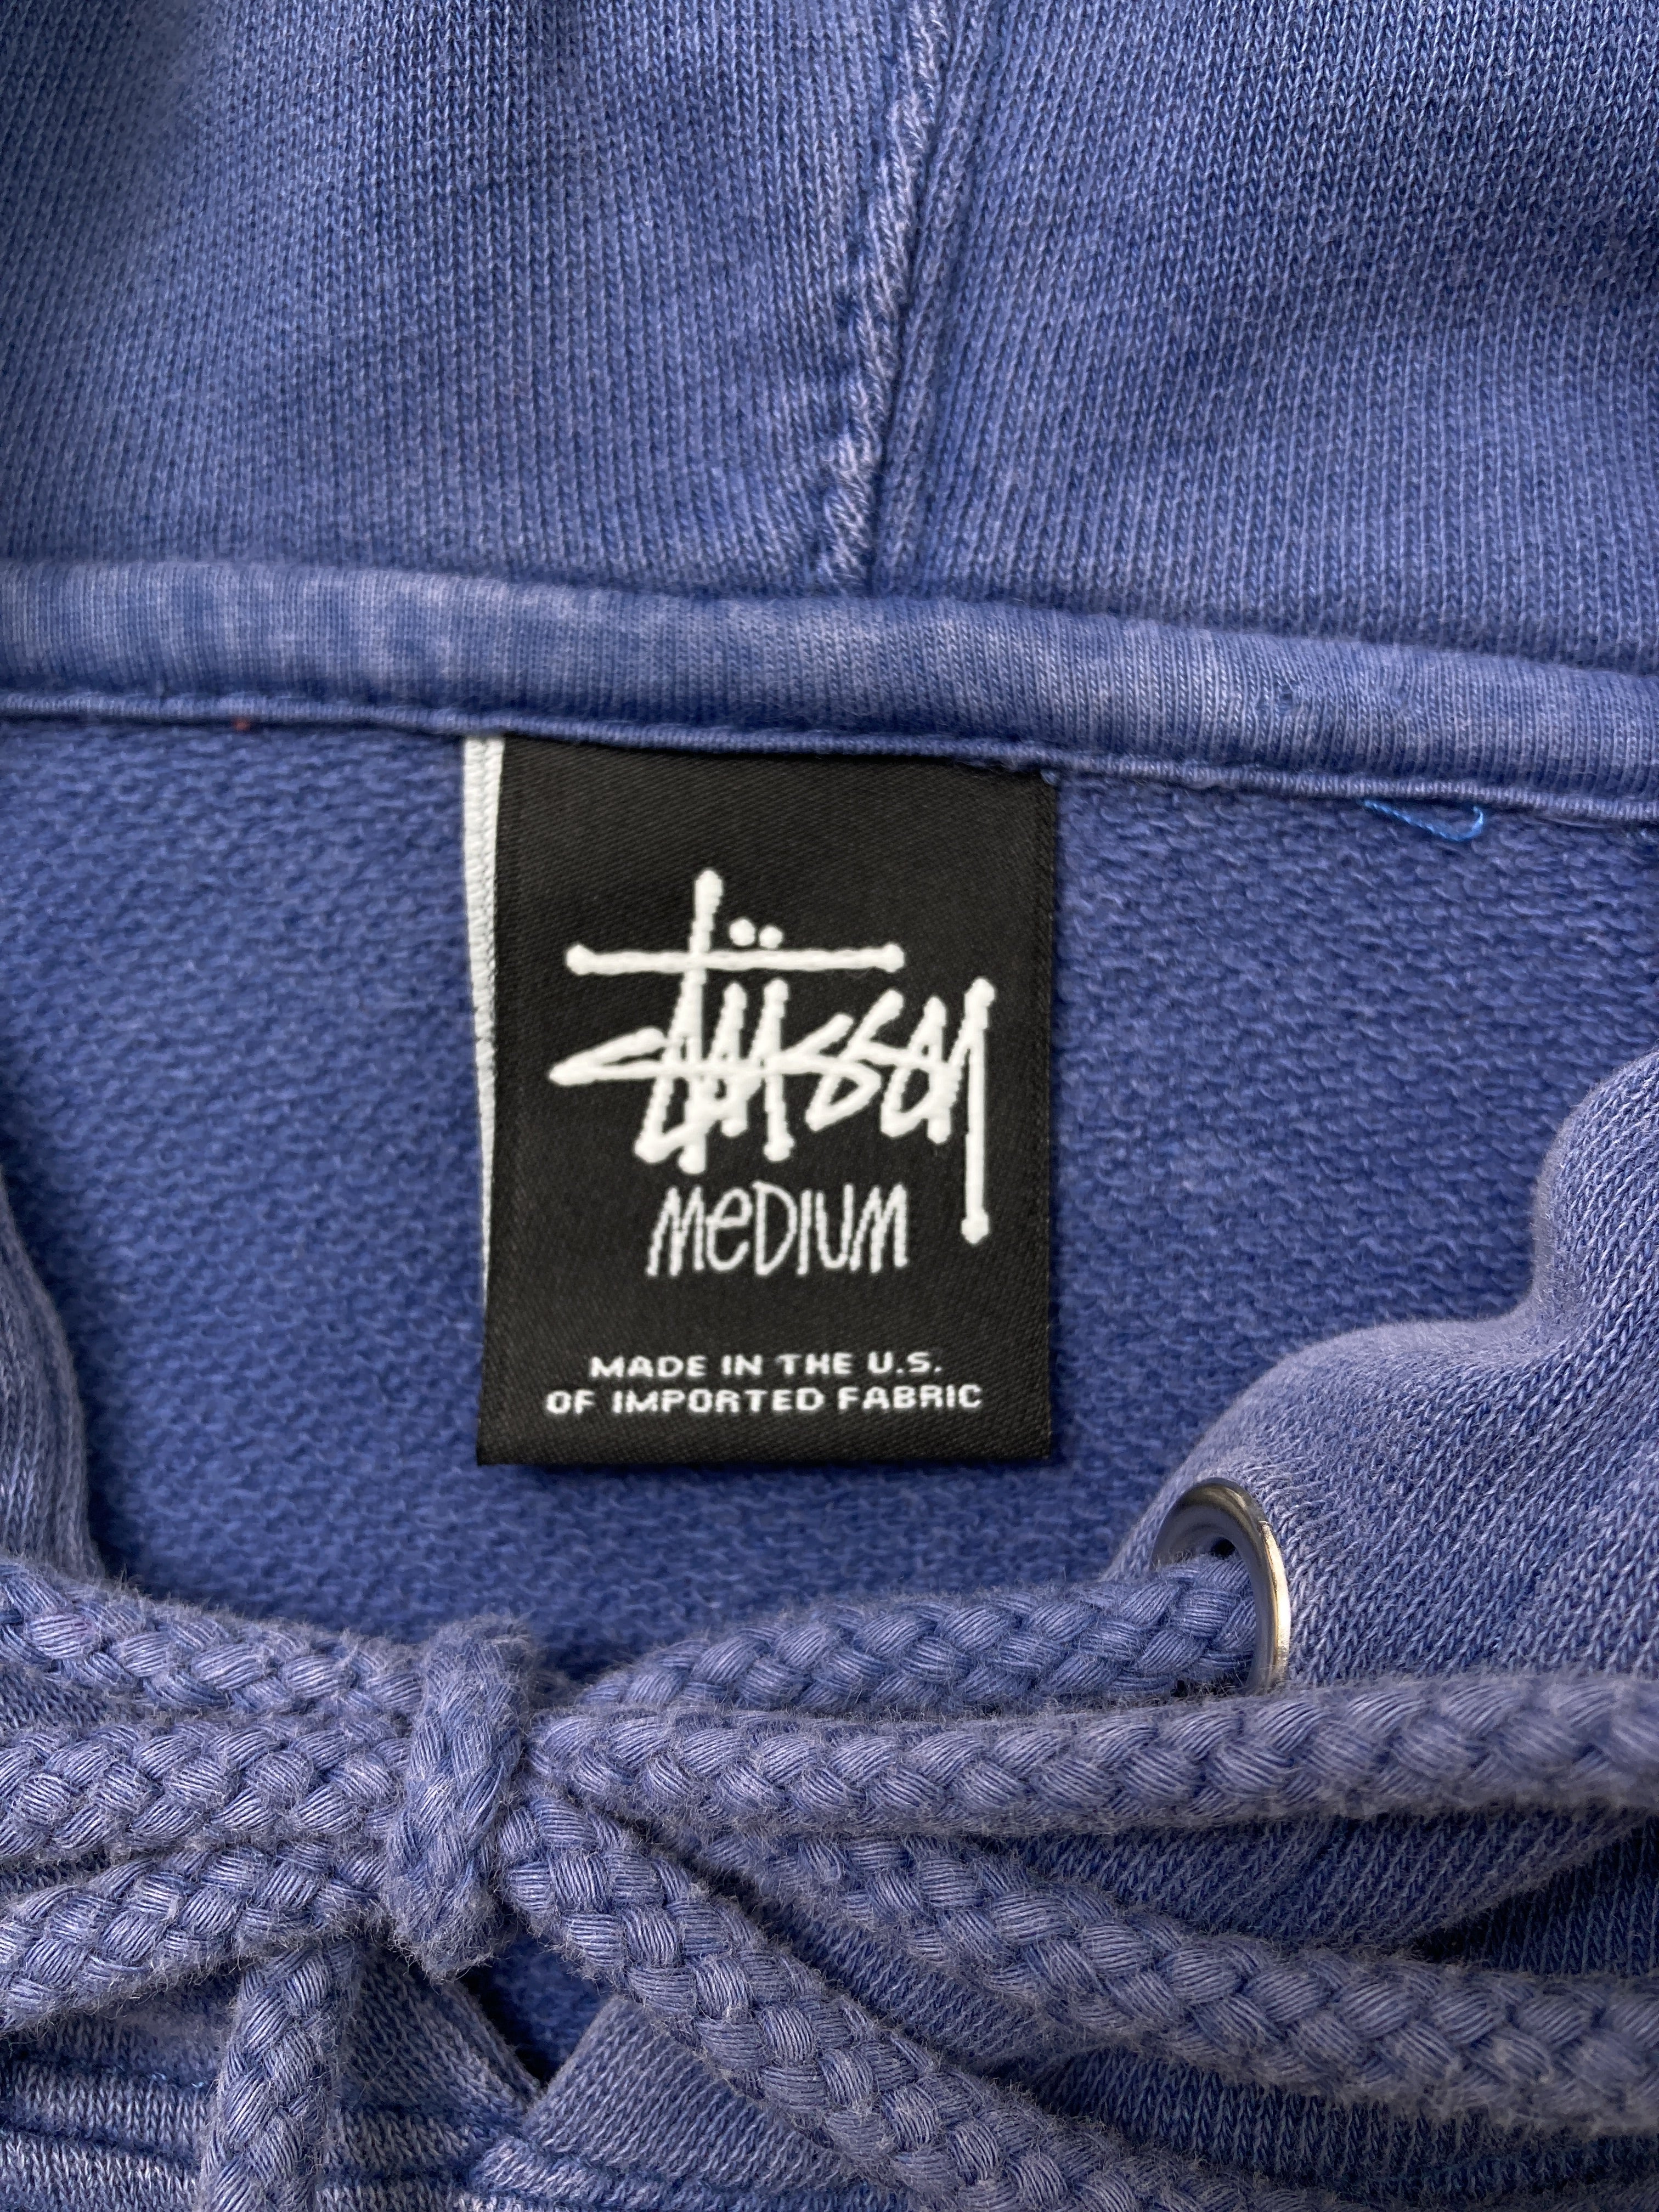 Stüssy
MeDIUM
MADE IN THE U.S.
OF IMPORTED FABRIC